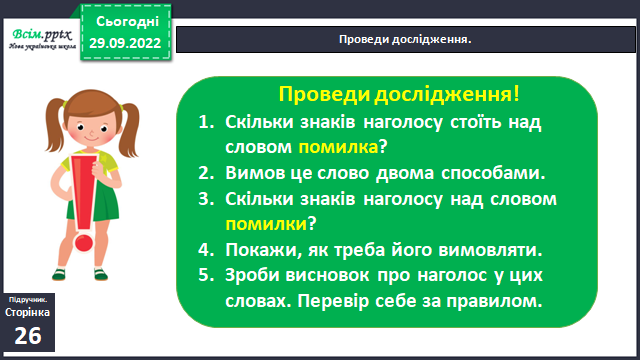 Всім.pptx
Нова українська школа
Сьогодні
29.09.2022
Проведи дослідження.
Проведи дослідження!
1. Скільки знаків наголосу стоїть над
словом помилка?
2. Вимов це слово двома способами.
3. Скільки знаків наголосу над словом
помилки?
4. Покажи, як треба його вимовляти.
5. Зроби висновок про наголос у цих
словах. Перевір себе за правилом.
Підручник.
Сторінка
26